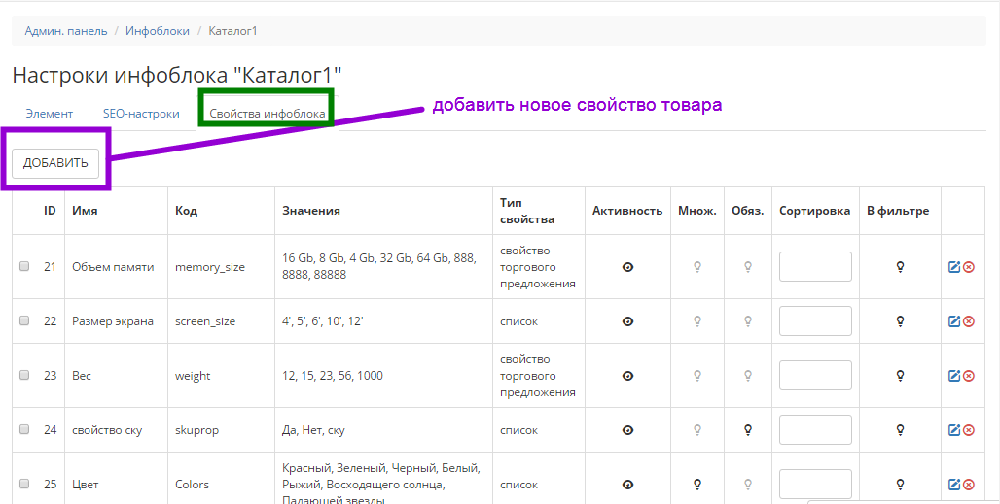 Админ. панель / Инфоблоки / Каталог1
Настроки инфоблока "Каталог1"
Элемент SEO-настройки Свойства инфоблока
добавить новое свойство товара
ДОБАВИТЬ
ID Имя Код Значения Тип свойства Активность Множ. Обяз. Сортировка В фильтре
21 Объем памяти memory_size 16 Gb, 8 Gb, 4 Gb, 32 Gb, 64 Gb, 888,
8888, 88888
свойство
торгового
предложения
22 Размер экрана screen_size 4', 5', 6', 10', 12' список
23 Вес weight 12, 15, 23, 56, 1000
свойство
торгового
предложения
24 свойство ску skuprop Да, Нет, ску список
25 Цвет Colors Красный, Зеленый, Черный, Белый,
Рыжий, Восходящего солнца,
Падающей звезды
список